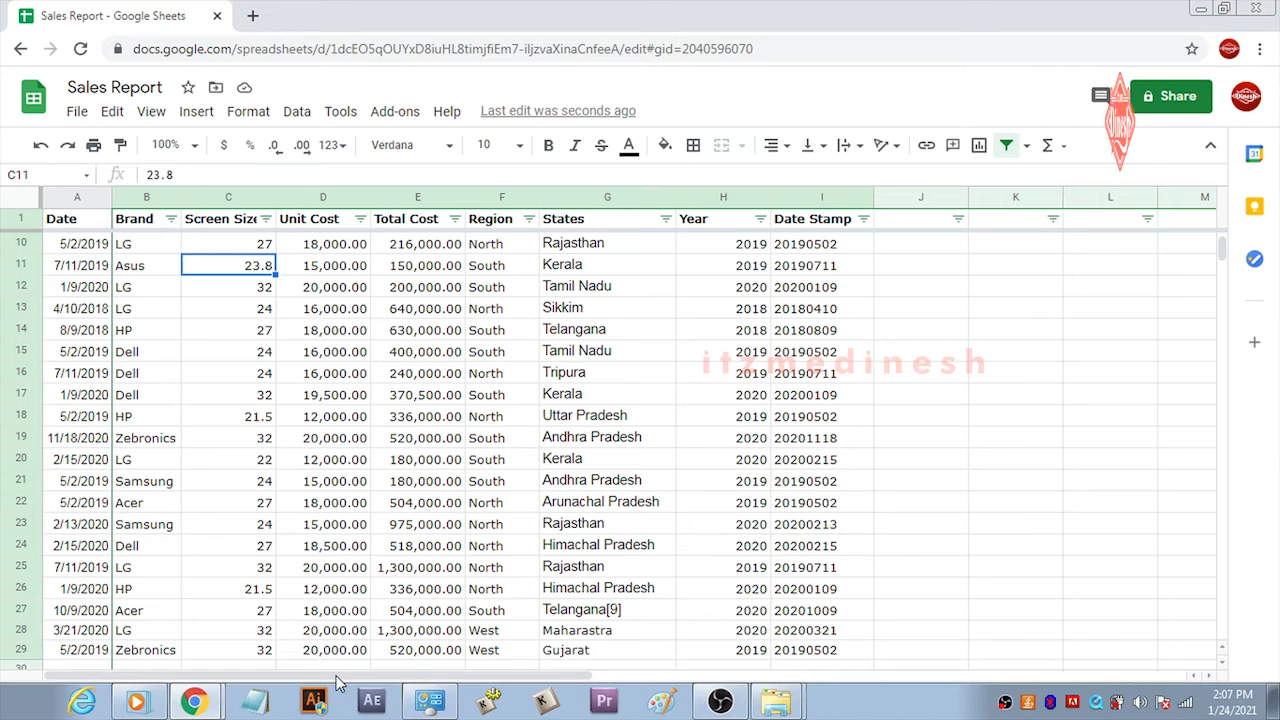 Sales Report - Google Sheets
docs.google.com/spreadsheets/d/1dcEO5qOUYxD8iuHL8timjfiEm7-iljzvaXinaCnfeeA/edit#gid=2040596070
Sales Report
File Edit View Insert Format Data Tools Add-ons Help Last edit was seconds ago
Share
Dinesh
Dinesh
100% $ % .0 .00 123 Verdana 10 B I S A
C11 fx 23.8
A B C D E F G H I J K L M
1 Date Brand Screen Size Unit Cost Total Cost Region States Year Date Stamp
10 5/2/2019 LG 27 18,000.00 216,000.00 North Rajasthan 2019 20190502
11 7/11/2019 Asus 23.8 15,000.00 150,000.00 South Kerala 2019 20190711
12 1/9/2020 LG 32 20,000.00 200,000.00 South Tamil Nadu 2020 20200109
13 4/10/2018 LG 24 16,000.00 640,000.00 North Sikkim 2018 20180410
14 8/9/2018 HP 27 18,000.00 630,000.00 South Telangana 2018 20180809
15 5/2/2019 Dell 24 16,000.00 400,000.00 South Tamil Nadu 2019 20190502
itzmedinesh
16 7/11/2019 Dell 24 16,000.00 240,000.00 North Tripura 2019 20190711
17 1/9/2020 Dell 32 19,500.00 370,500.00 South Kerala 2020 20200109
18 5/2/2019 HP 21.5 12,000.00 336,000.00 North Uttar Pradesh 2019 20190502
19 11/18/2020 Zebronics 32 20,000.00 520,000.00 South Andhra Pradesh 2020 20201118
20 2/15/2020 LG 22 12,000.00 180,000.00 South Kerala 2020 20200215
21 5/2/2019 Samsung 24 15,000.00 180,000.00 South Andhra Pradesh 2019 20190502
22 5/2/2019 Acer 27 18,000.00 504,000.00 North Arunachal Pradesh 2019 20190502
23 2/13/2020 Samsung 24 15,000.00 975,000.00 North Rajasthan 2020 20200213
24 2/15/2020 Dell 27 18,500.00 518,000.00 North Himachal Pradesh 2020 20200215
25 7/11/2019 LG 32 20,000.00 1,300,000.00 North Rajasthan 2019 20190711
26 1/9/2020 HP 21.5 12,000.00 336,000.00 North Himachal Pradesh 2020 20200109
27 10/9/2020 Acer 27 18,000.00 504,000.00 South Telangana[9] 2020 20201009
28 3/21/2020 LG 32 20,000.00 1,300,000.00 West Maharastra 2020 20200321
29 5/2/2019 Zebronics 32 20,000.00 520,000.00 West Gujarat 2019 20190502
30
Ai AE Pr
2:07 PM
1/24/2021